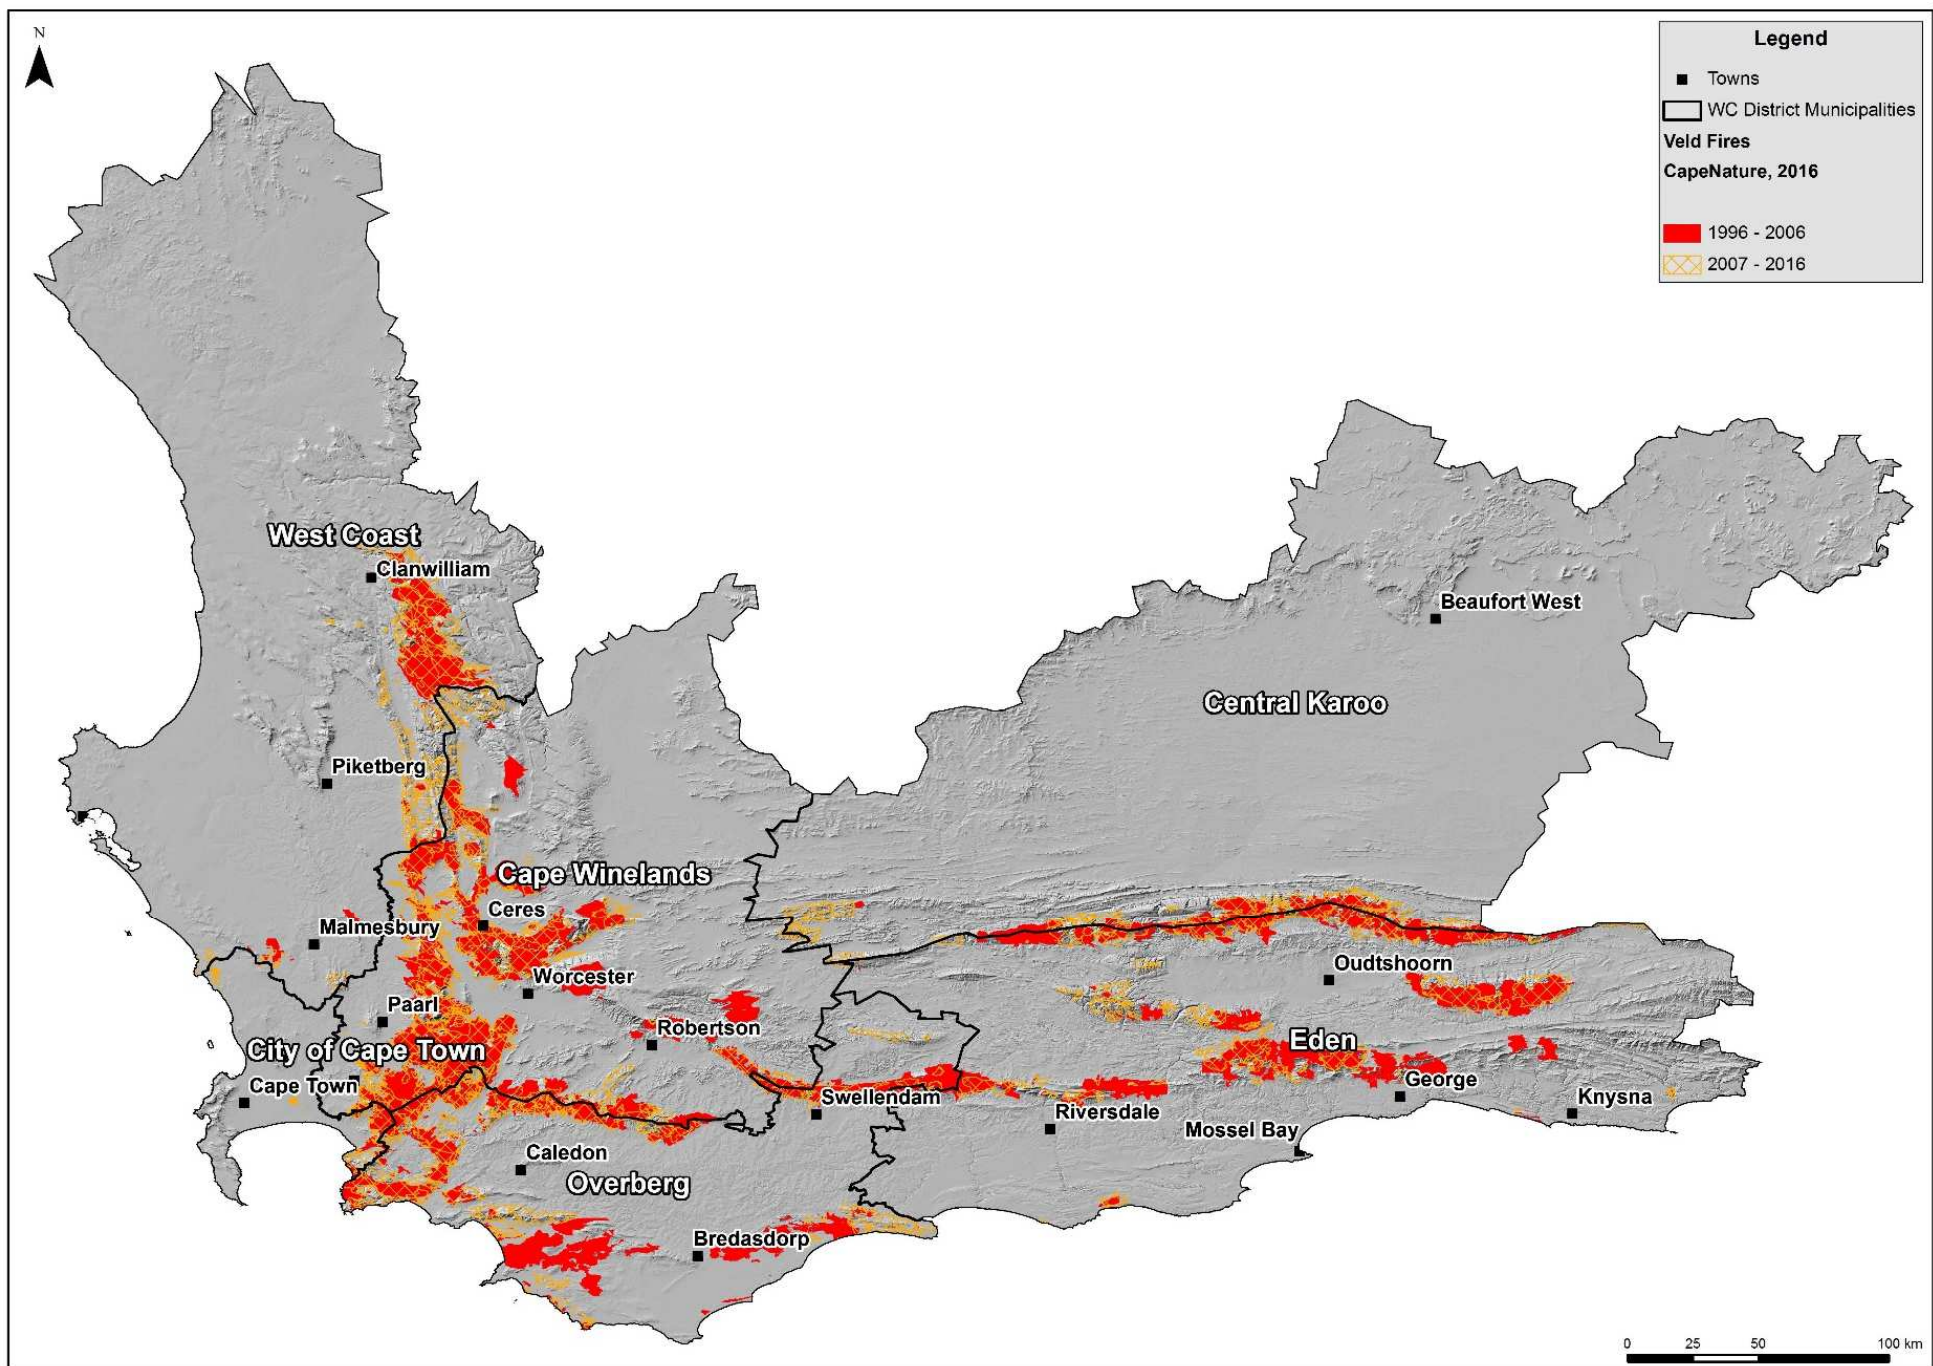 N
Legend
Towns
WC District Municipalities
Veld Fires
CapeNature, 2016
1996 - 2006
2007 - 2016
West Coast
Clanwilliam
Beaufort West
Central Karoo
Piketberg
Cape Winelands
Ceres
Malmesbury
Worcester
Oudtshoorn
Paarl
Robertson
Eden
City of Cape Town
Cape Town
George
Swellendam
Knysna
Riversdale
Mossel Bay
Caledon
Overberg
Bredasdorp
0 25 50 100 km